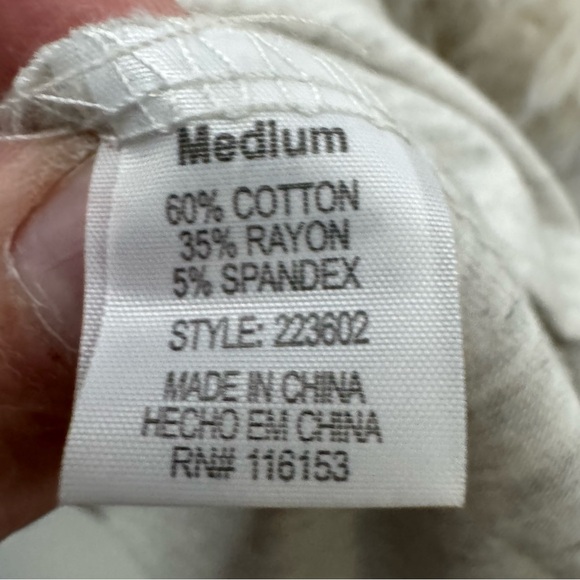 Medium
60% COTTON
35% RAYON
5% SPANDEX
STYLE: 223602
MADE IN CHINA
HECHO EM CHINA
RN# 116153